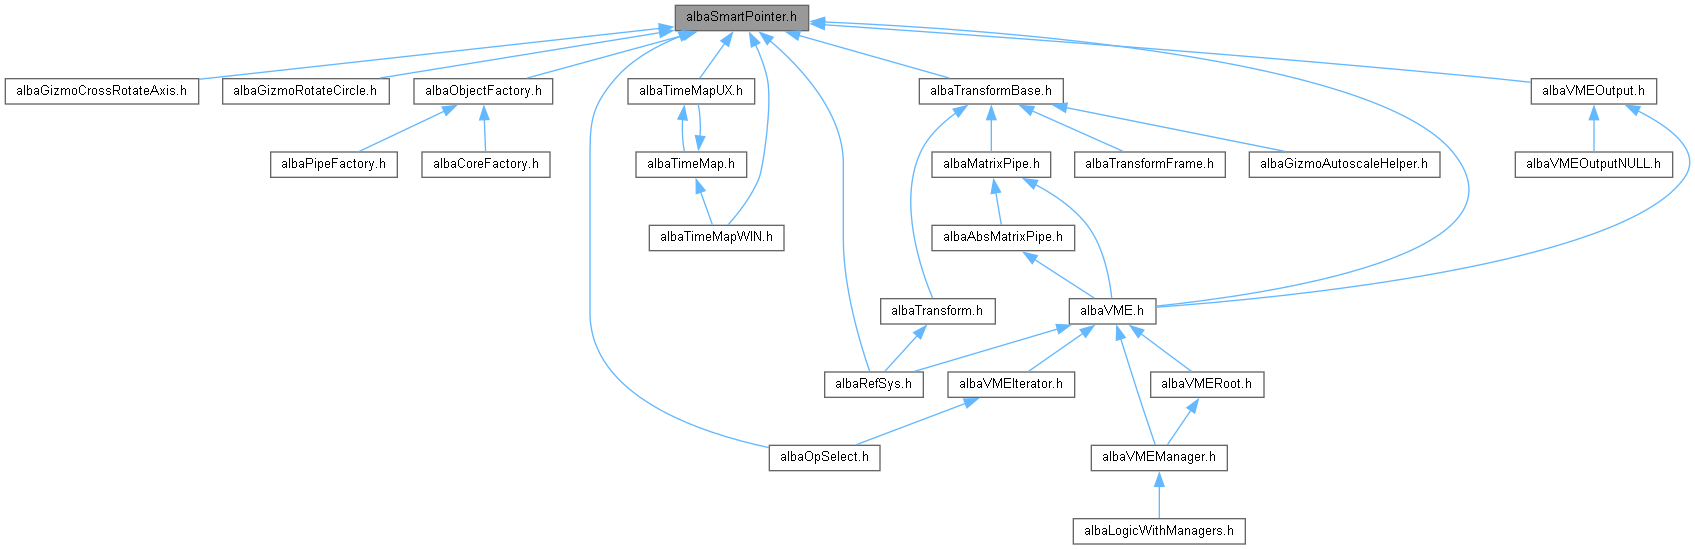 albaSmartPointer.h
albaGizmoCrossRotateAxis.h
albaGizmoRotateCircle.h
albaObjectFactory.h
albaTimeMapUX.h
albaTransformBase.h
albaVMEOutput.h
albaPipeFactory.h
albaCoreFactory.h
albaTimeMap.h
albaMatrixPipe.h
albaTransformFrame.h
albaGizmoAutoscaleHelper.h
albaVMEOutputNULL.h
albaTimeMapWIN.h
albaAbsMatrixPipe.h
albaTransform.h
albaVME.h
albaRefSys.h
albaVMEIterator.h
albaVMERoot.h
albaOpSelect.h
albaVMEManager.h
albaLogicWithManagers.h